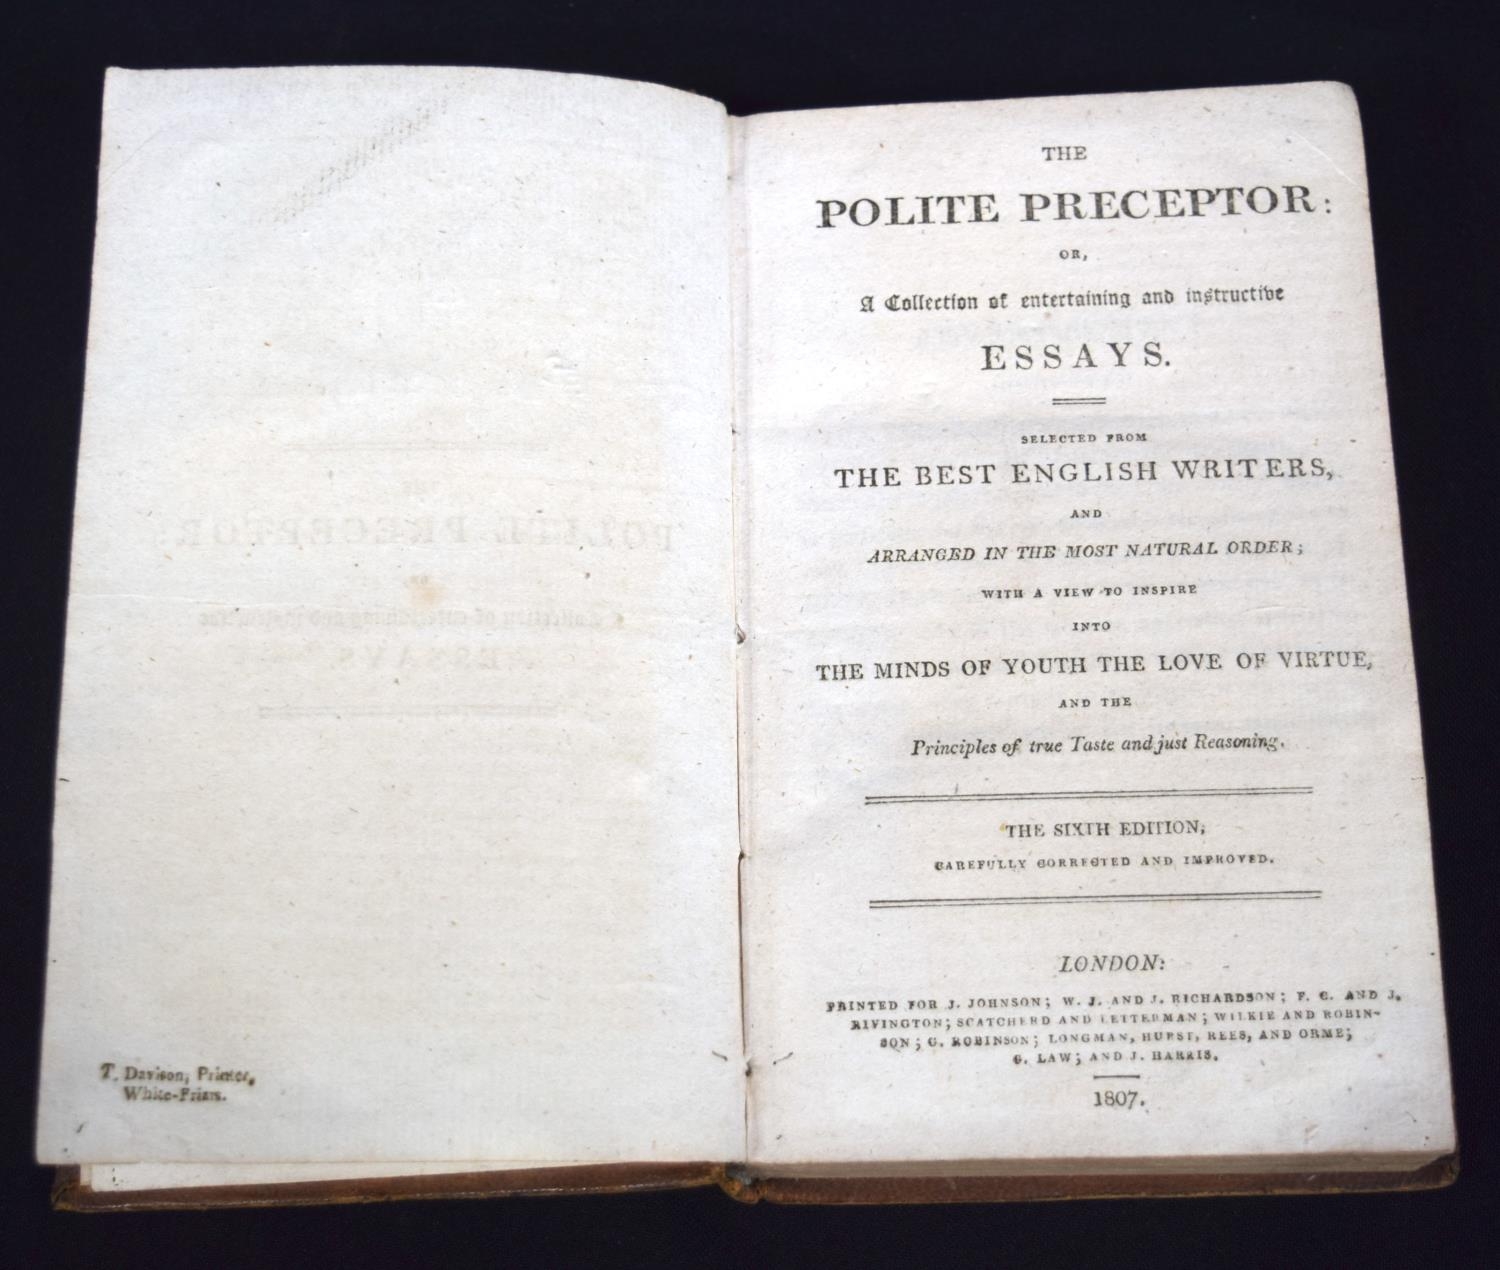 T. Davison, Printer,
White-Friars.
THE
POLITE PRECEPTOR:
OR,
A Collection of entertaining and instructive
ESSAYS.
SELECTED FROM
THE BEST ENGLISH WRITERS,
AND
ARRANGED IN THE MOST NATURAL ORDER;
WITH A VIEW TO INSPIRE
INTO
THE MINDS OF YOUTH THE LOVE OF VIRTUE,
AND THE
Principles of true Taste and just Reasoning.
THE SIXTH EDITION,
CAREFULLY CORRECTED AND IMPROVED.
LONDON:
PRINTED FOR J. JOHNSON; W. J. AND J. RICHARDSON; F. C. AND J.
RIVINGTON; SCATCHERD AND LETTERMAN; WILKIE AND ROBIN-
SON; G. ROBINSON; LONGMAN, HURST, REES, AND ORME;
G. LAW; AND J. HARRIS.
1807.